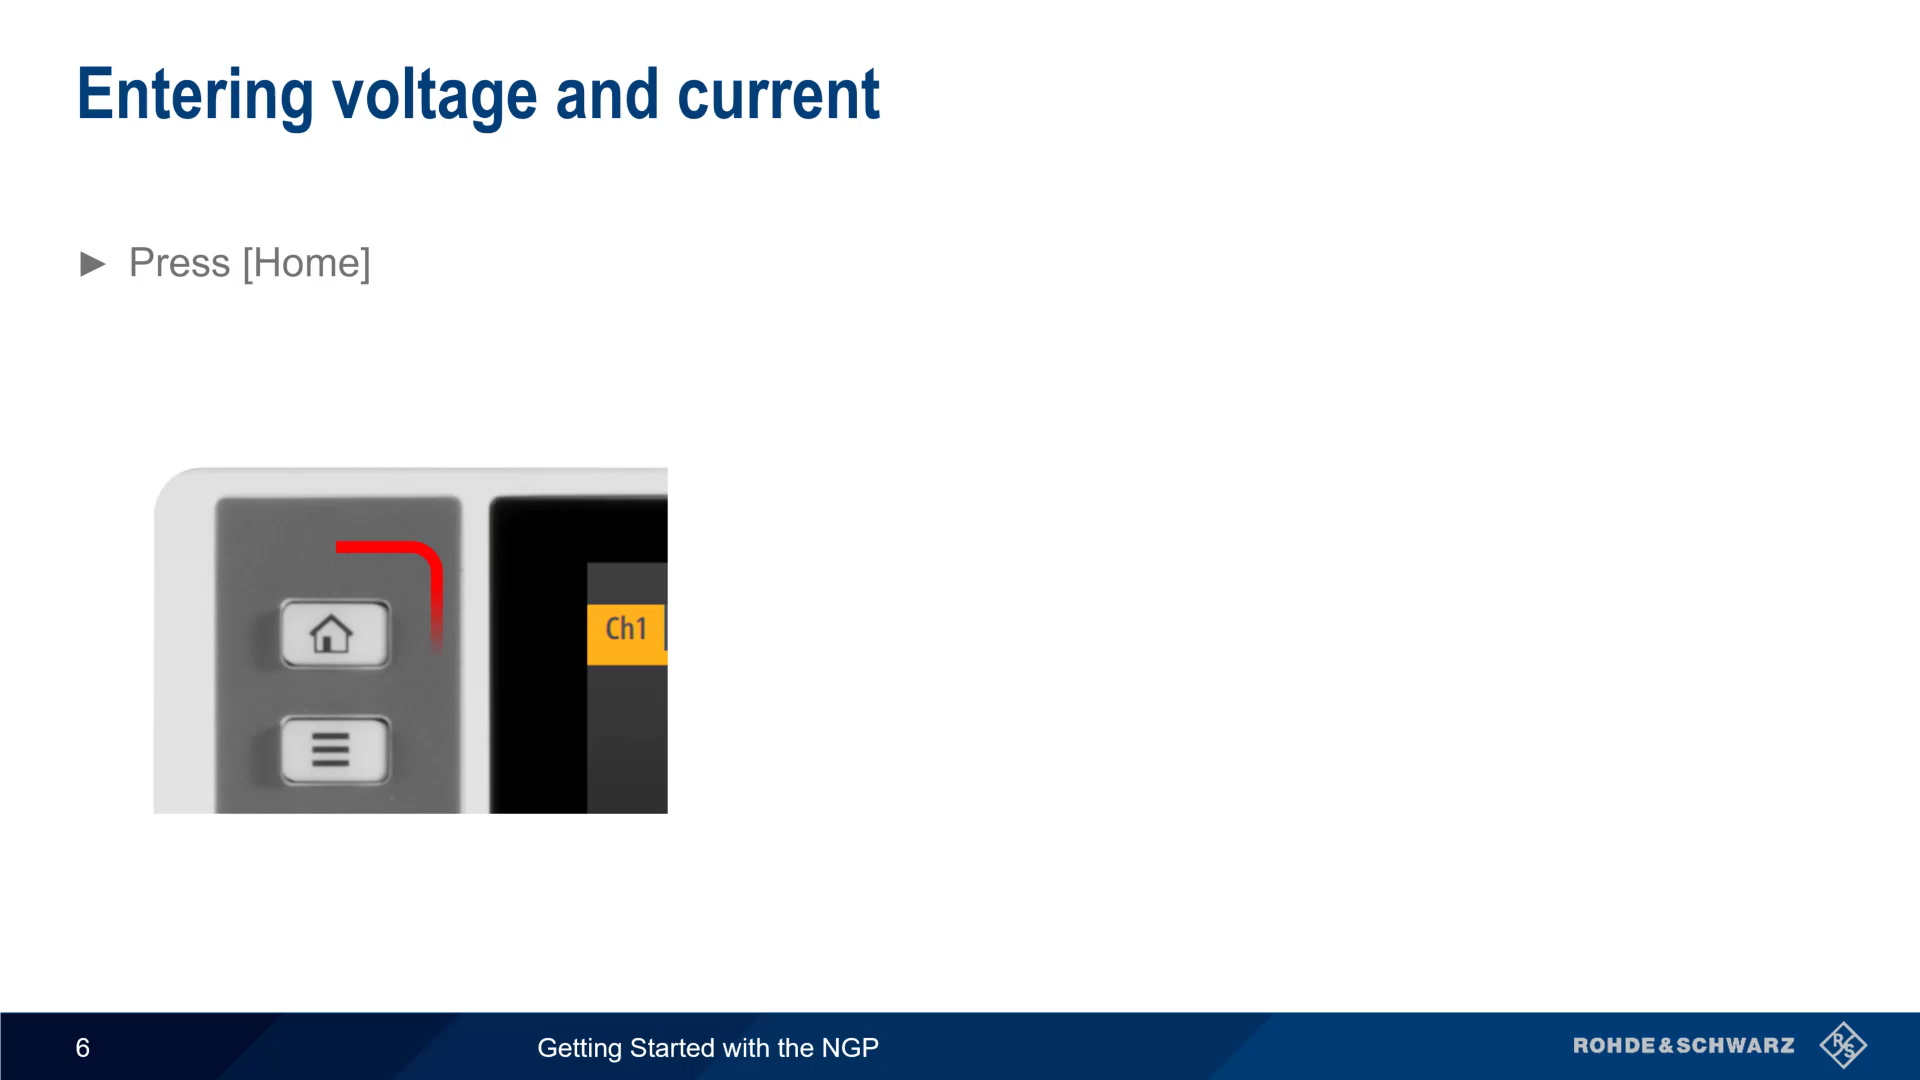 Entering voltage and current
► Press [Home]
Ch1
6
Getting Started with the NGP
ROHDE&SCHWARZ
R&S